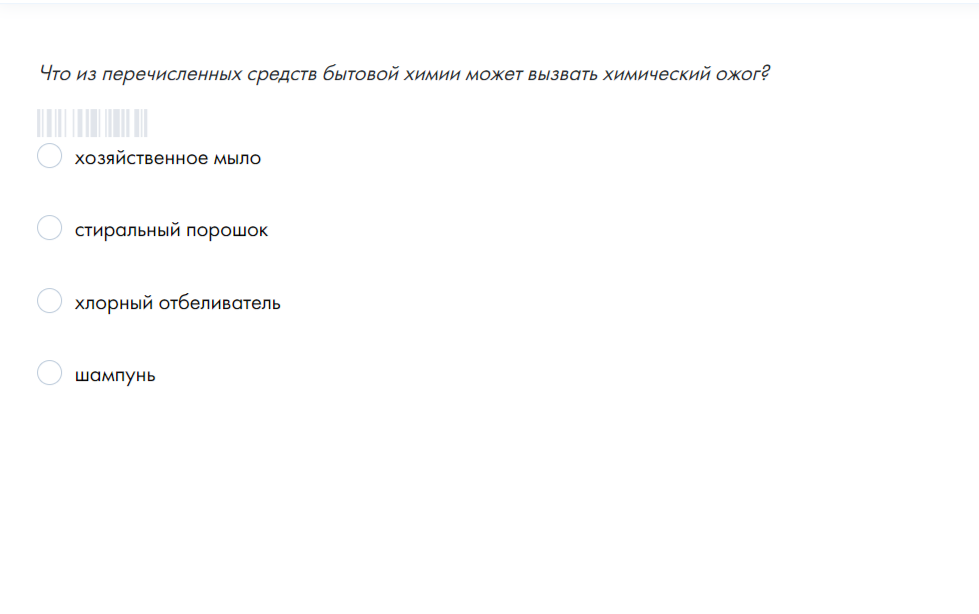 Что из перечисленных средств бытовой химии может вызвать химический ожог?
хозяйственное мыло
стиральный порошок
хлорный отбеливатель
шампунь